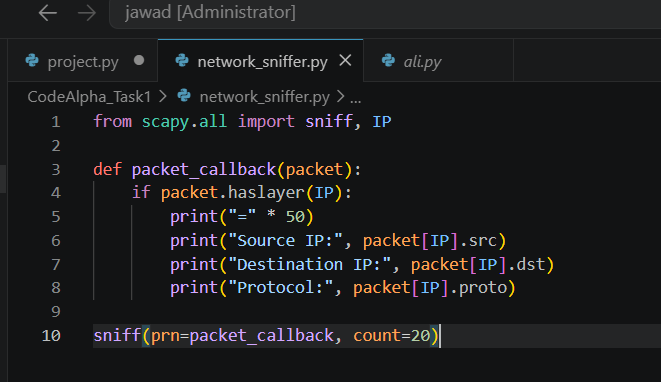 jawad [Administrator]
project.py network_sniffer.py ali.py
CodeAlpha_Task1 > network_sniffer.py > ...
1 from scapy.all import sniff, IP
2
3 def packet_callback(packet):
4     if packet.haslayer(IP):
5         print("=" * 50)
6         print("Source IP:", packet[IP].src)
7         print("Destination IP:", packet[IP].dst)
8         print("Protocol:", packet[IP].proto)
9
10 sniff(prn=packet_callback, count=20)